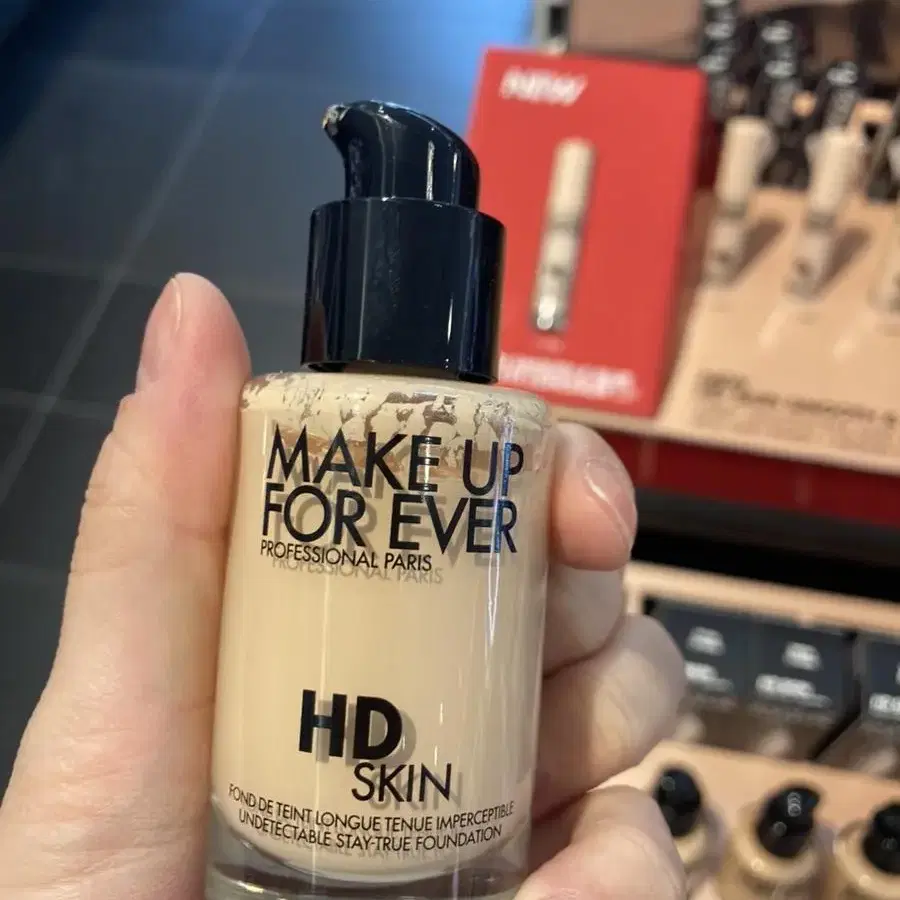 NEW
MAKE UP
FOR EVER
PROFESSIONAL PARIS
HD
SKIN
FOND DE TEINT LONGUE TENUE IMPERCEPTIBLE
UNDETECTABLE STAY-TRUE FOUNDATION